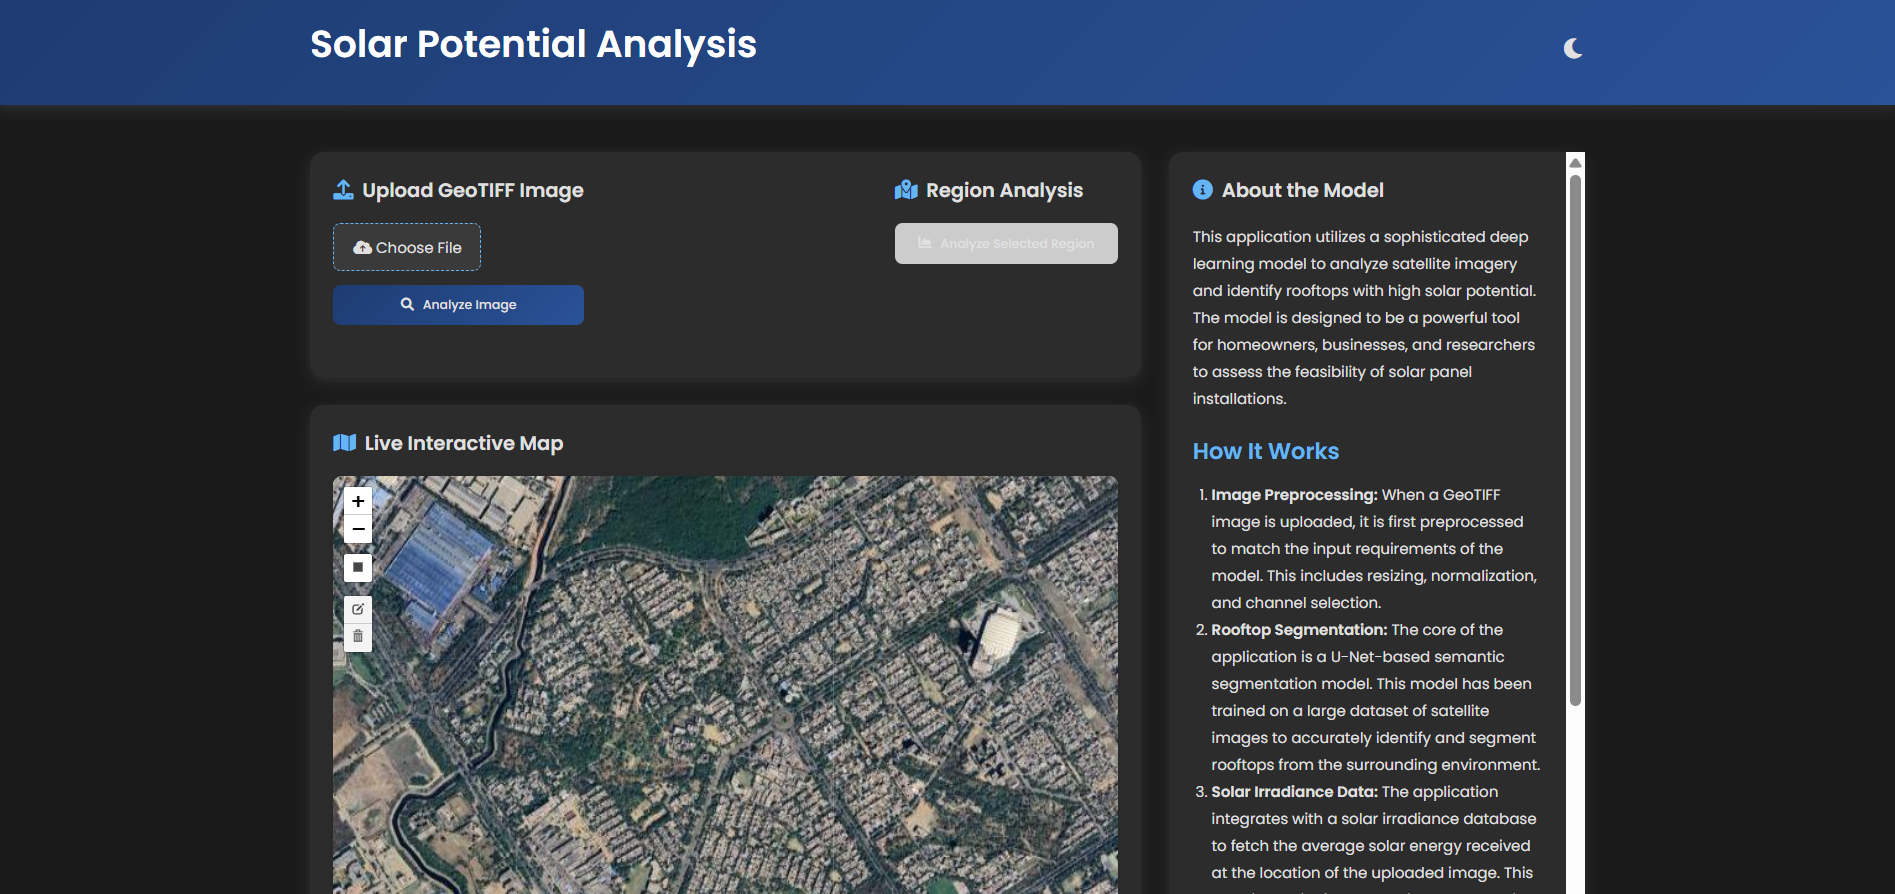 Solar Potential Analysis
Upload GeoTIFF Image
Choose File
Analyze Image
Region Analysis
Analyze Selected Region
Live Interactive Map
+
−
About the Model
This application utilizes a sophisticated deep
learning model to analyze satellite imagery
and identify rooftops with high solar potential.
The model is designed to be a powerful tool
for homeowners, businesses, and researchers
to assess the feasibility of solar panel
installations.
How It Works
1. Image Preprocessing: When a GeoTIFF
image is uploaded, it is first preprocessed
to match the input requirements of the
model. This includes resizing, normalization,
and channel selection.
2. Rooftop Segmentation: The core of the
application is a U-Net-based semantic
segmentation model. This model has been
trained on a large dataset of satellite
images to accurately identify and segment
rooftops from the surrounding environment.
3. Solar Irradiance Data: The application
integrates with a solar irradiance database
to fetch the average solar energy received
at the location of the uploaded image. This